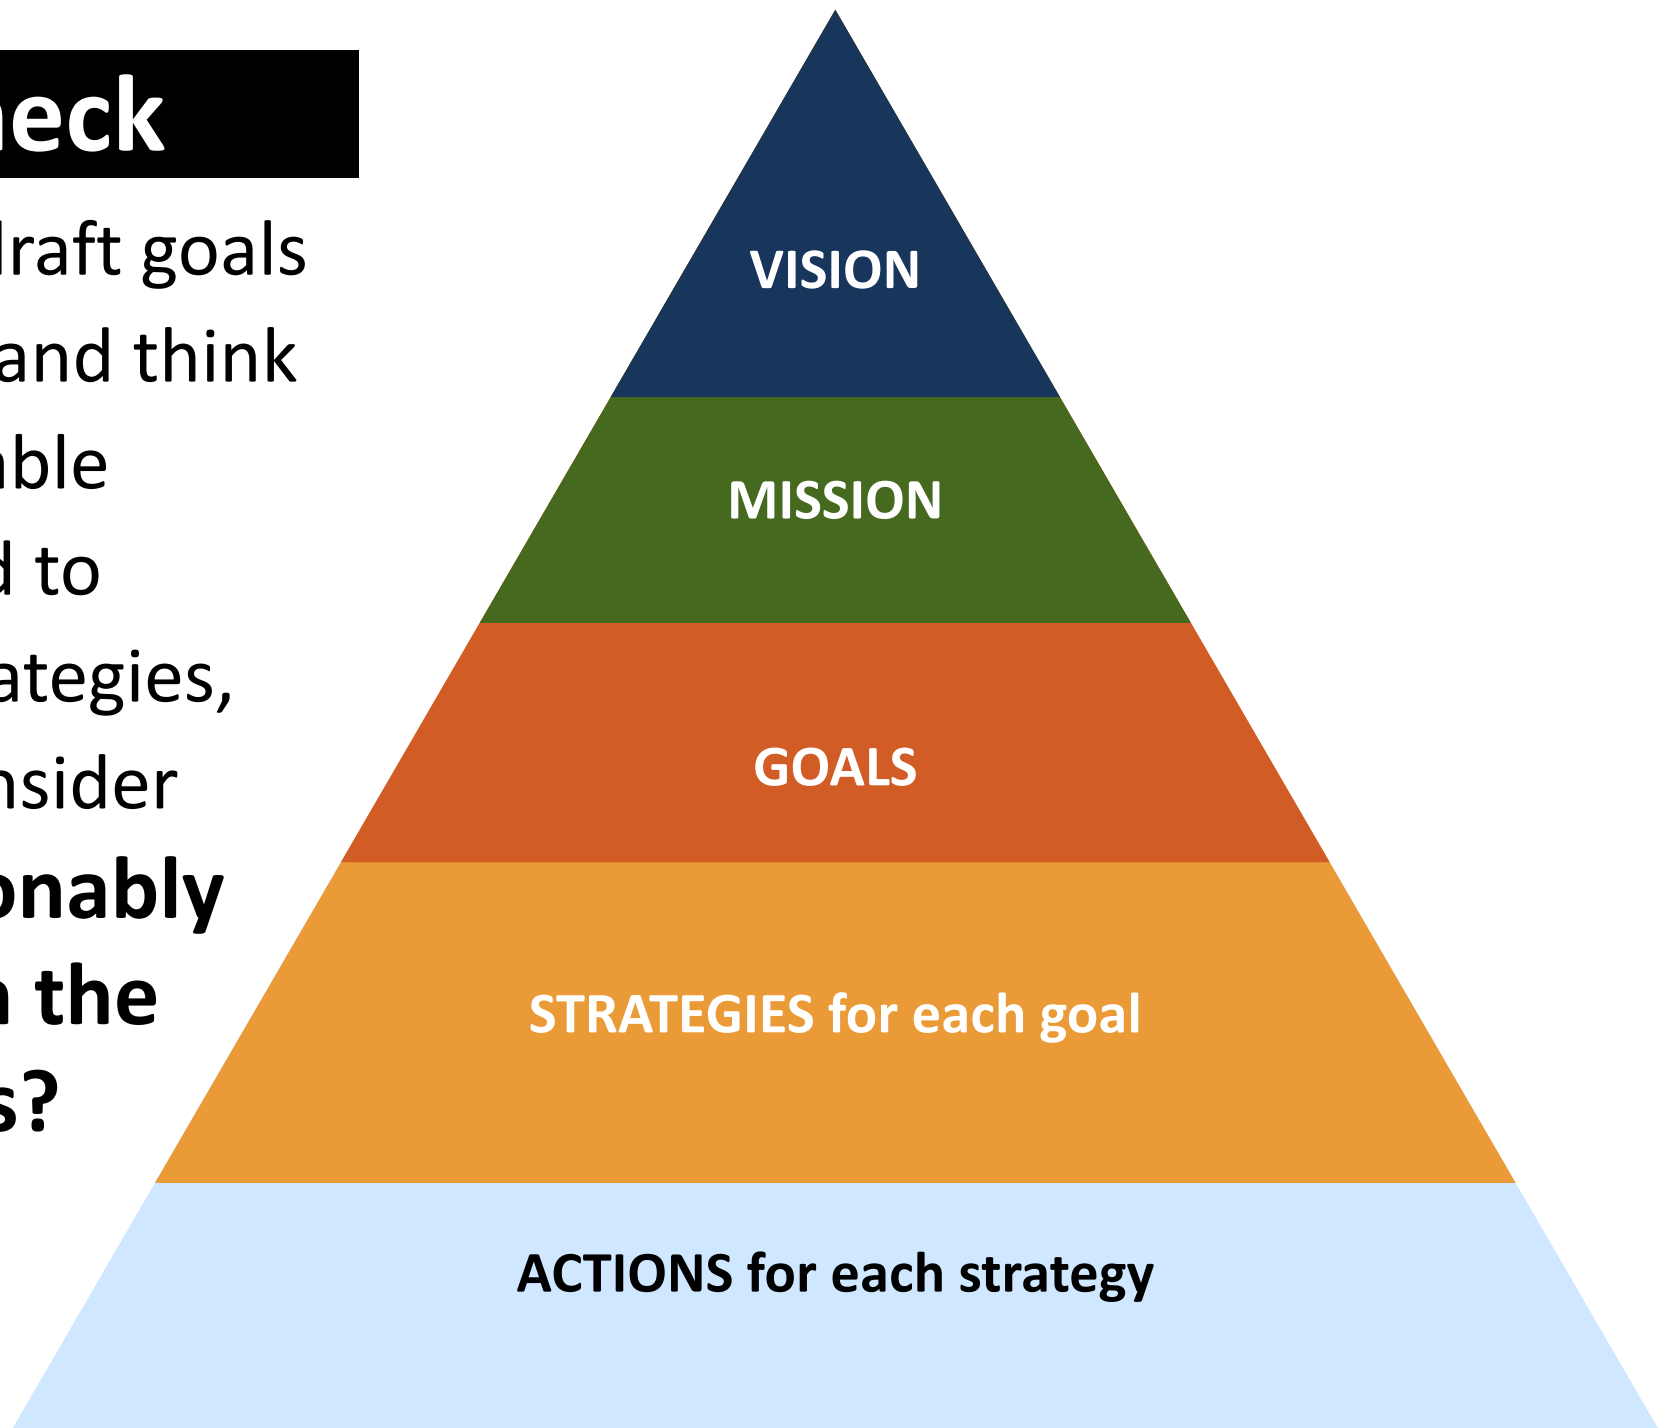 eck
draft goals
and think
able
d to
ategies,
nsider
onably
the
s?
VISION
MISSION
GOALS
STRATEGIES for each goal
ACTIONS for each strategy